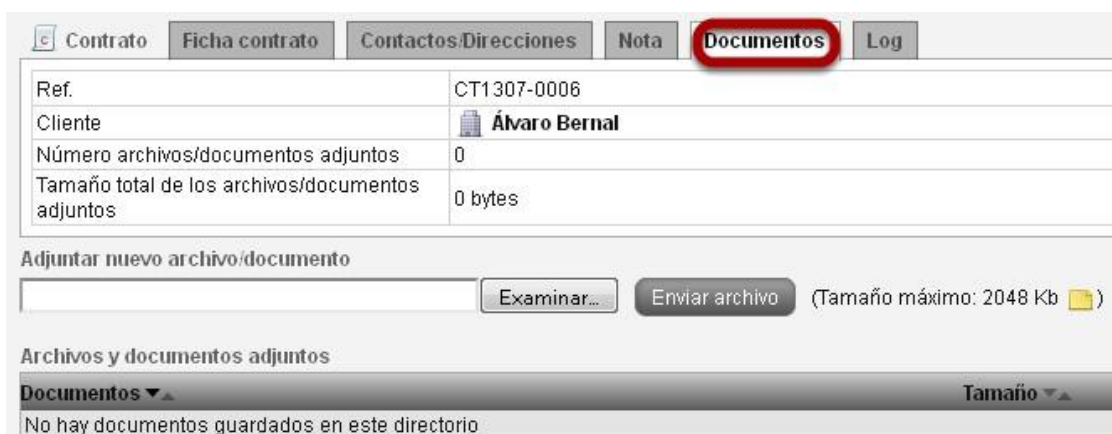 Contrato Ficha contrato Contactos/Direcciones Nota Documentos Log
Ref. CT1307-0006
Cliente Álvaro Bernal
Número archivos/documentos adjuntos 0
Tamaño total de los archivos/documentos
adjuntos 0 bytes
Adjuntar nuevo archivo/documento
Examinar... Enviar archivo (Tamaño máximo: 2048 Kb )
Archivos y documentos adjuntos
Documentos Tamaño
No hay documentos guardados en este directorio